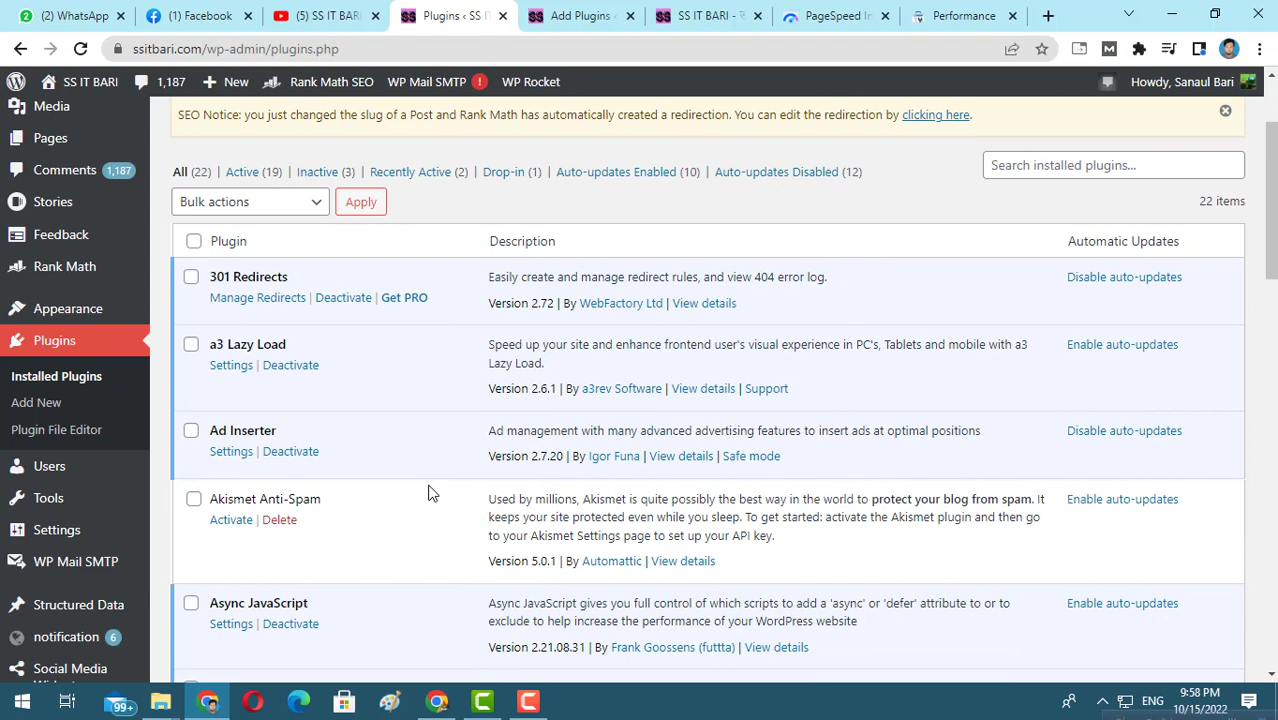 (2) WhatsApp
(1) Facebook
(5) SS IT BARI
Plugins ‹ SS IT
Add Plugins ‹
SS IT BARI -
PageSpeed In
Performance
ssitbari.com/wp-admin/plugins.php
SS IT BARI 1,187 New Rank Math SEO WP Mail SMTP ! WP Rocket Howdy, Sanaul Bari
Media
Pages
Comments 1,187
Stories
Feedback
Rank Math
Appearance
Plugins
Installed Plugins
Add New
Plugin File Editor
Users
Tools
Settings
WP Mail SMTP
Structured Data
notification 6
Social Media
SEO Notice: you just changed the slug of a Post and Rank Math has automatically created a redirection. You can edit the redirection by clicking here.
All (22) | Active (19) | Inactive (3) | Recently Active (2) | Drop-in (1) | Auto-updates Enabled (10) | Auto-updates Disabled (12)
Search installed plugins...
Bulk actions Apply 22 items
Plugin Description Automatic Updates
301 Redirects Easily create and manage redirect rules, and view 404 error log. Disable auto-updates
Manage Redirects | Deactivate | Get PRO Version 2.72 | By WebFactory Ltd | View details
a3 Lazy Load Speed up your site and enhance frontend user's visual experience in PC's, Tablets and mobile with a3 Enable auto-updates
Lazy Load.
Settings | Deactivate
Version 2.6.1 | By a3rev Software | View details | Support
Ad Inserter Ad management with many advanced advertising features to insert ads at optimal positions Disable auto-updates
Settings | Deactivate Version 2.7.20 | By Igor Funa | View details | Safe mode
Akismet Anti-Spam Used by millions, Akismet is quite possibly the best way in the world to protect your blog from spam. It Enable auto-updates
Activate | Delete keeps your site protected even while you sleep. To get started: activate the Akismet plugin and then go
to your Akismet Settings page to set up your API key.
Version 5.0.1 | By Automattic | View details
Async JavaScript Async JavaScript gives you full control of which scripts to add a 'async' or 'defer' attribute to or to Enable auto-updates
Settings | Deactivate exclude to help increase the performance of your WordPress website
Version 2.21.08.31 | By Frank Goossens (futtta) | View details
99+
ENG
9:58 PM
10/15/2022